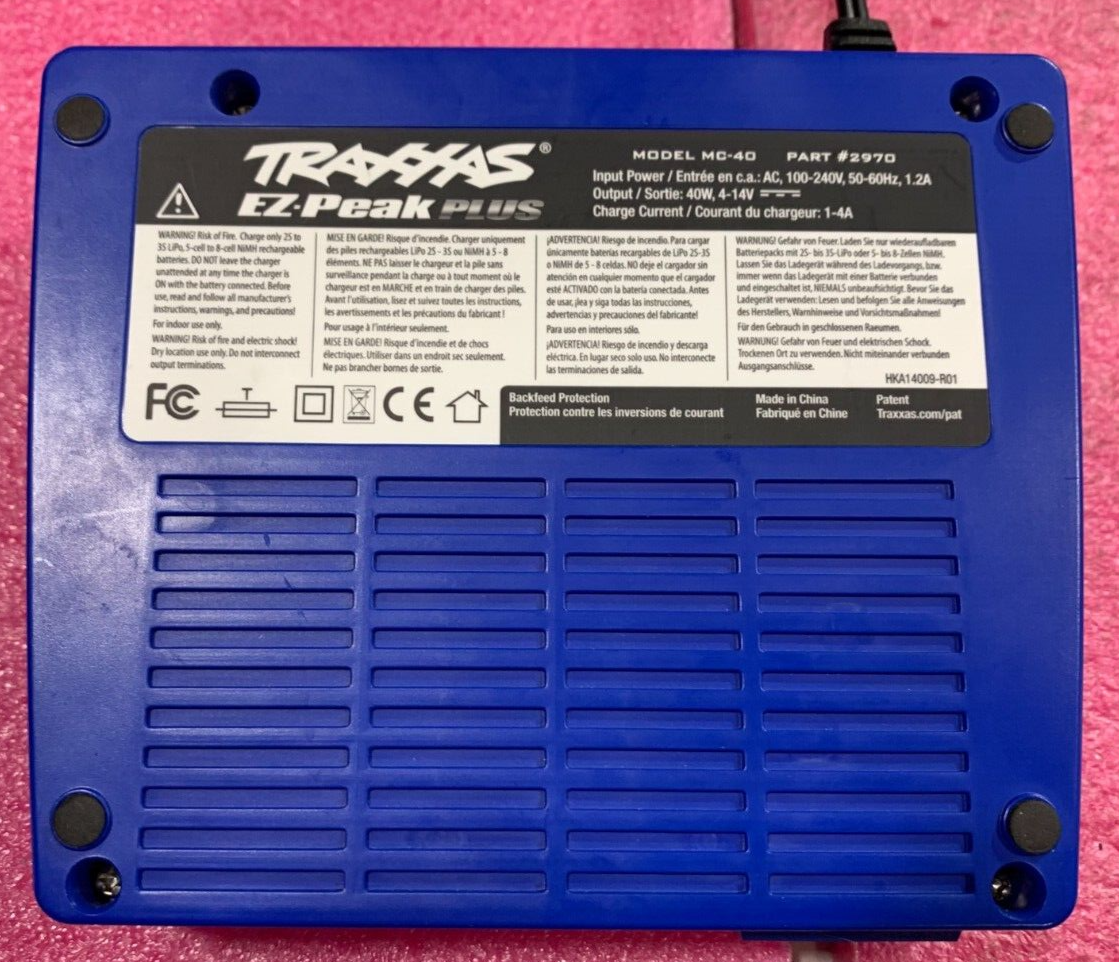 TRAXXAS®
EZ-Peak PLUS
MODEL MC-40 PART #2970
Input Power / Entrée en c.a.: AC, 100-240V, 50-60Hz, 1.2A
Output / Sortie: 40W, 4-14V
Charge Current / Courant du chargeur: 1-4A
WARNING! Risk of Fire. Charge only 2S to
3S LiPo, 5-cell to 8-cell NiMH rechargeable
batteries. DO NOT leave the charger
unattended at any time the charger is
ON with the battery connected. Before
use, read and follow all manufacturer's
instructions, warnings, and precautions!
For indoor use only.
WARNING! Risk of fire and electric shock!
Dry location use only. Do not interconnect
output terminations.
MISE EN GARDE! Risque d'incendie. Charger uniquement
des piles rechargeables LiPo 2S - 3S ou NiMH à 5 - 8
éléments. NE PAS laisser le chargeur et la pile sans
surveillance pendant la charge ou à tout moment où le
chargeur est en MARCHE et en train de charger des piles.
Avant l'utilisation, lisez et suivez toutes les instructions,
les avertissements et les précautions du fabricant !
Pour usage à l'intérieur seulement.
MISE EN GARDE! Risque d'incendie et de chocs
électriques. Utiliser dans un endroit sec seulement.
Ne pas brancher bornes de sortie.
¡ADVERTENCIA! Riesgo de incendio. Para cargar
únicamente baterías recargables de LiPo 2S-3S
o NiMH de 5 - 8 celdas. NO deje el cargador sin
atención en cualquier momento que el cargador
esté ACTIVADO con la batería conectada. Antes
de usar, ¡lea y siga todas las instrucciones,
advertencias y precauciones del fabricante!
Para uso en interiores sólo.
¡ADVERTENCIA! Riesgo de incendio y descarga
eléctrica. En lugar seco solo uso. No interconecte
las terminaciones de salida.
WARNUNG! Gefahr von Feuer. Laden Sie nur wiederaufladbaren
Batteriepacks mit 2S- bis 3S-LiPo oder 5- bis 8-Zellen NiMH.
Lassen Sie das Ladegerät während des Ladevorgangs, bzw.
immer wenn das Ladegerät mit einer Batterie verbunden
und eingeschaltet ist, NIEMALS unbeaufsichtigt. Bevor Sie das
Ladegerät verwenden: Lesen und befolgen Sie alle Anweisungen
des Herstellers, Warnhinweise und Vorsichtsmaßnahmen!
Für den Gebrauch in geschlossenen Raeumen.
WARNUNG! Gefahr von Feuer und elektrischen Schock.
Trockenen Ort zu verwenden. Nicht miteinander verbunden
Ausgangsanschlüsse.
HKA14009-R01
FC CE
Backfeed Protection
Protection contre les inversions de courant
Made in China
Fabriqué en Chine
Patent
Traxxas.com/pat